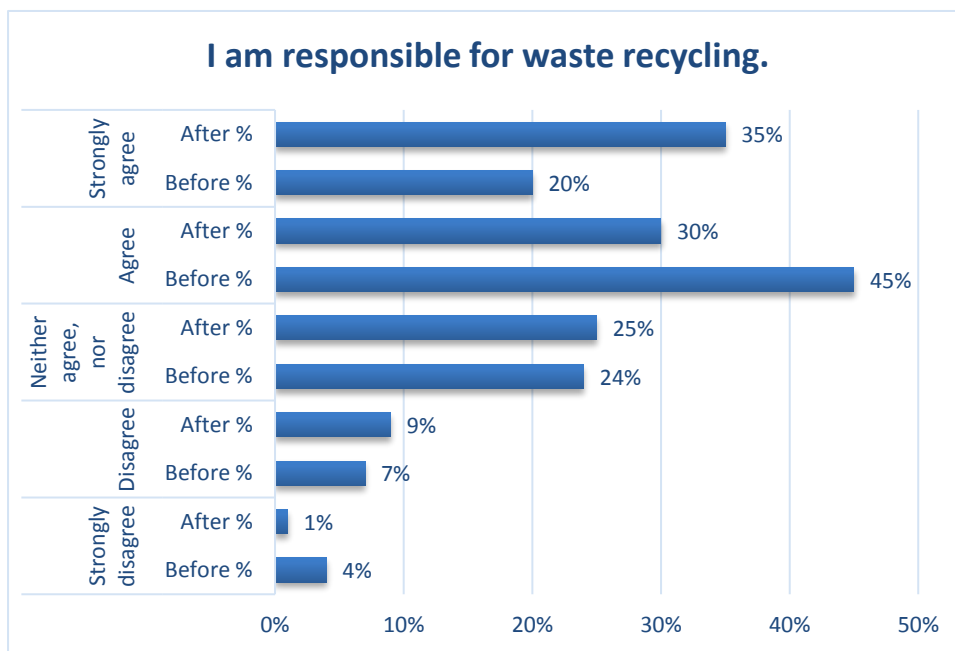 I am responsible for waste recycling.
Strongly
agree
After %
35%
Before %
20%
Agree
After %
30%
Before %
45%
Neither
agree,
nor
disagree
After %
25%
Before %
24%
Disagree
After %
9%
Before %
7%
Strongly
disagree
After %
1%
Before %
4%
0% 10% 20% 30% 40% 50%